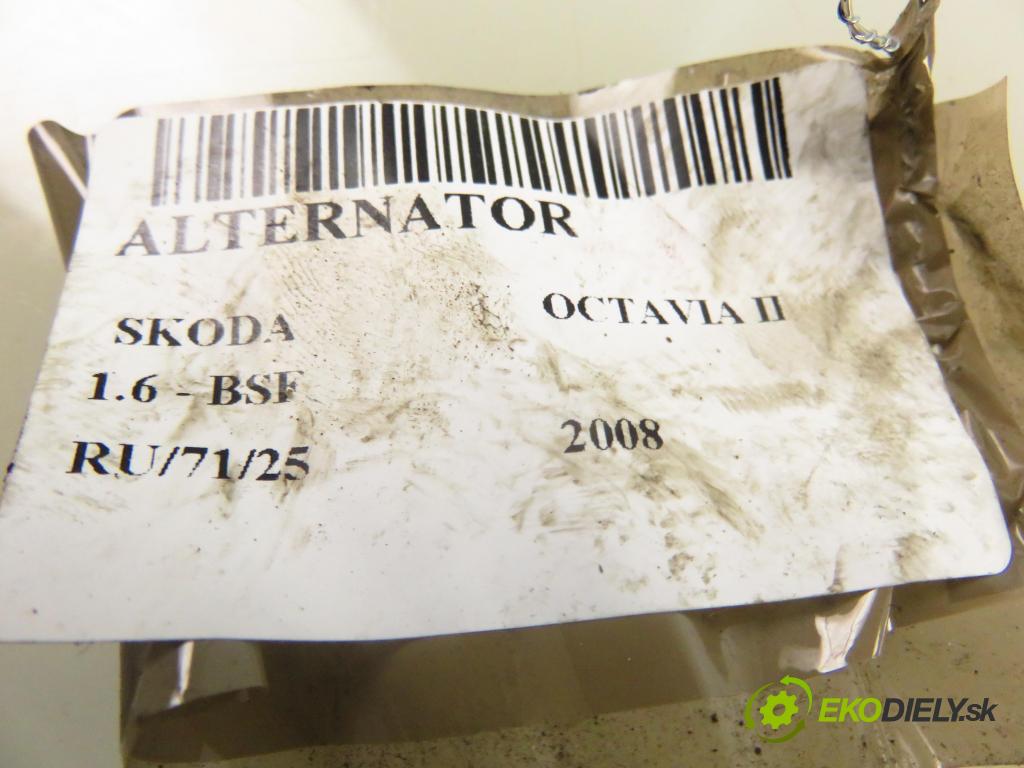 ALTERNATOR
SKODA OCTAVIA II
1.6 - BSF
RU/71/25 2008
EKODIELY.sk